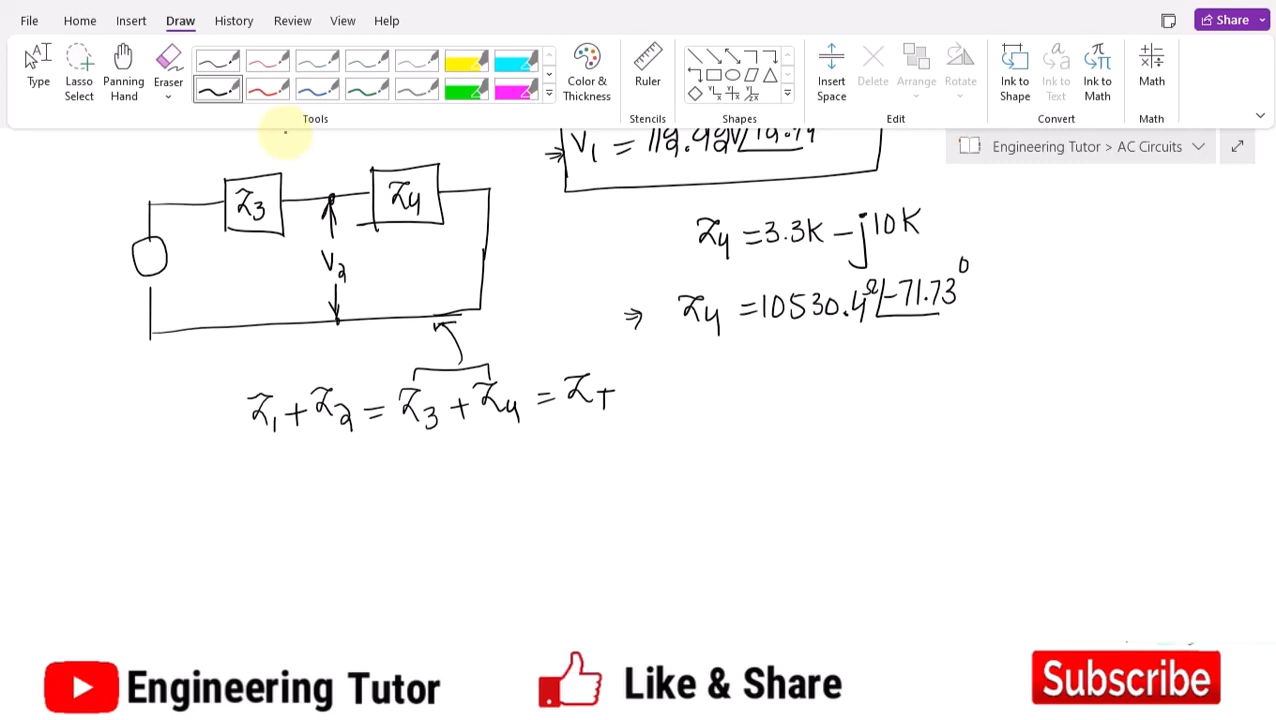 File Home Insert Draw History Review View Help
Share
Type
Lasso Select
Panning Hand
Eraser
Color & Thickness
Ruler
Insert Space
Delete
Arrange
Rotate
Ink to Shape
Ink to Text
Ink to Math
Math
Tools
Stencils
Shapes
Edit
Convert
Math
Engineering Tutor > AC Circuits
⇒ V1 =
Z3
Z4
V2
Z4 = 3.3K - j10K
⇒ Z4 = 10530.4Ω∠-71.73°
Z1 + Z2 = Z3 + Z4 = ZT
Engineering Tutor
Like & Share
Subscribe